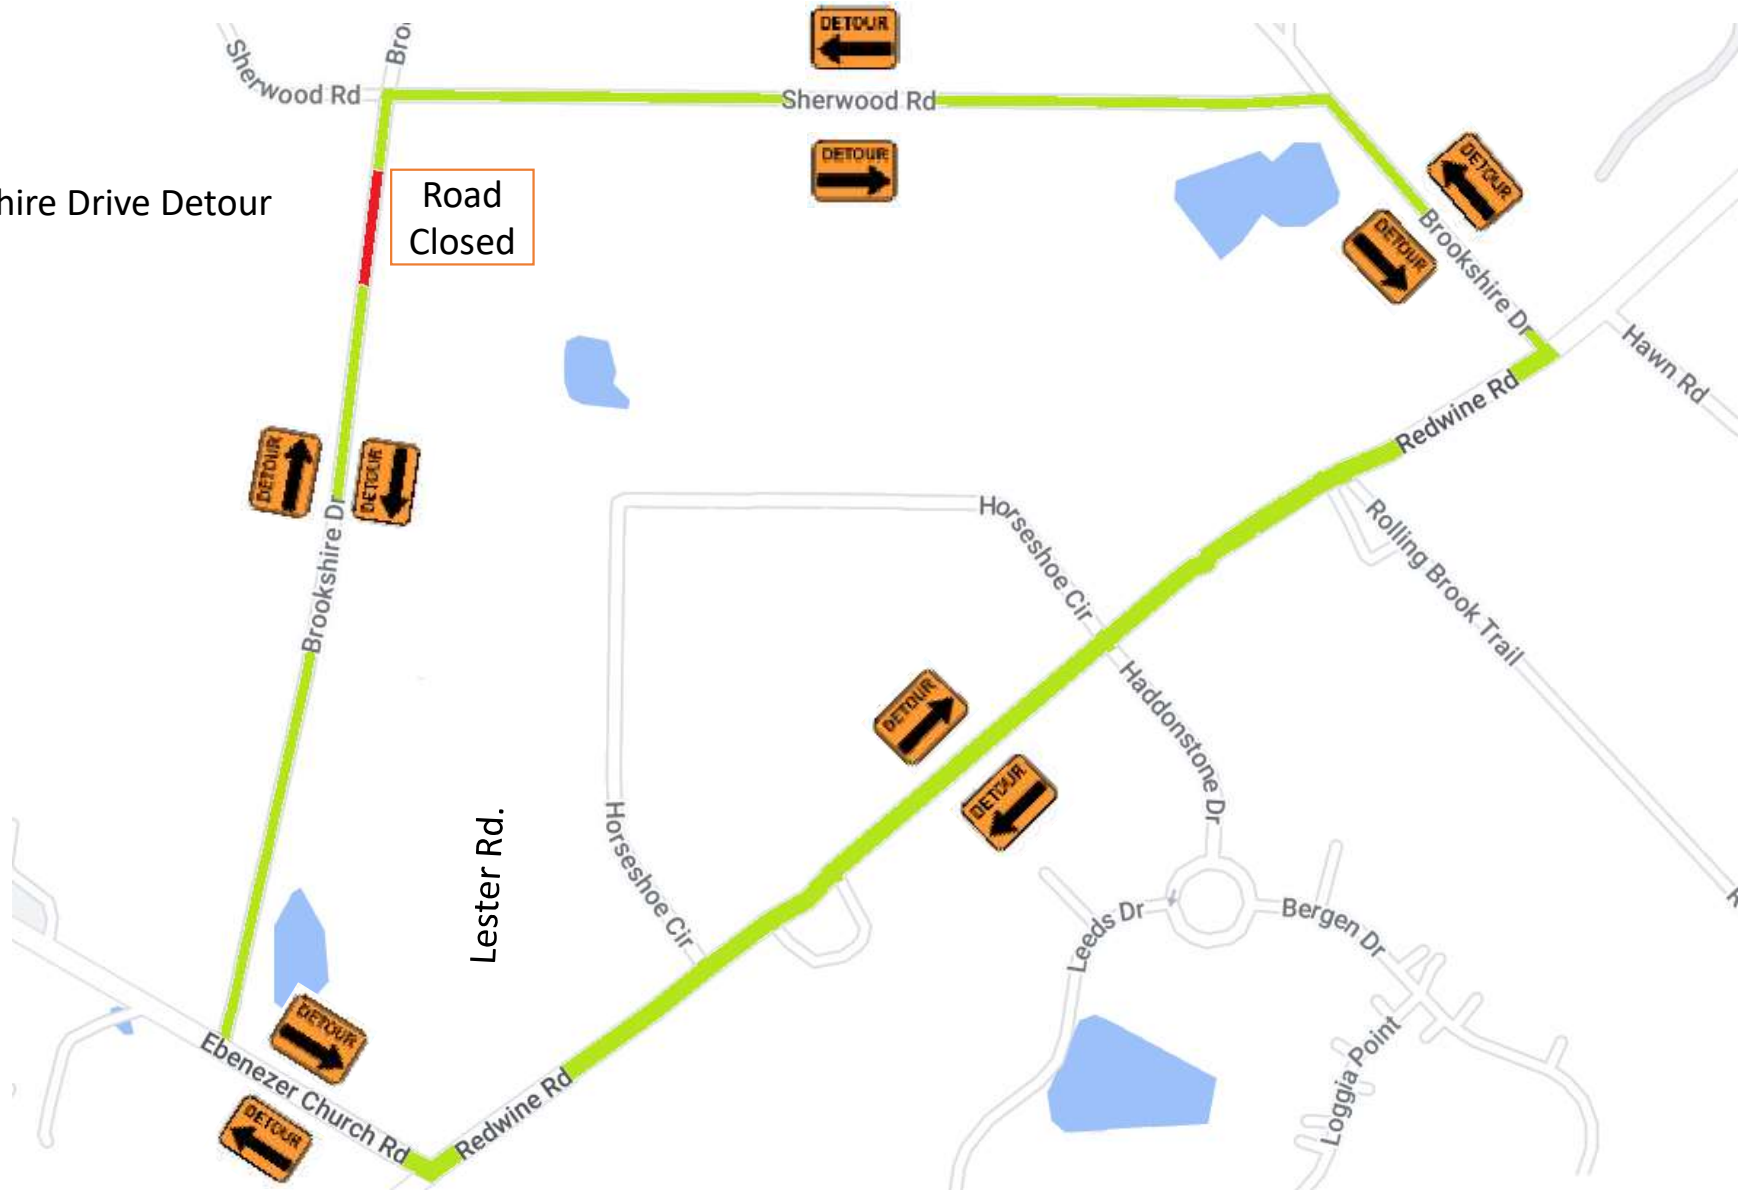 DETOUR
Bro
Sherwood Rd
Sherwood Rd
DETOUR
DETOUR
hire Drive Detour
Road
Closed
DETOUR
Brookshire Dr
Hawn Rd
Redwine Rd
DETOUR
DETOUR
Brookshire Dr
Horseshoe Cir
Rolling Brook Trail
DETOUR
Haddonstone Dr
DETOUR
Lester Rd.
Horseshoe Cir
Leeds Dr
Bergen Dr
DETOUR
Ebenezer Church Rd
Redwine Rd
Loggia Point
DETOUR